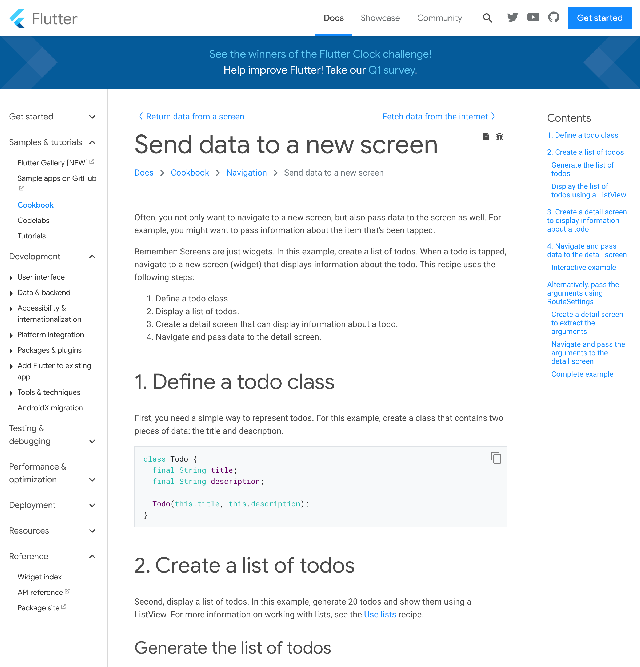 Flutter
Docs
Showcase
Community
Get started
See the winners of the Flutter Clock challenge!
Help improve Flutter! Take our Q1 survey.
Get started
Samples & tutorials
Flutter Gallery [NEW
Sample apps on GitHub
Cookbook
Codelabs
Tutorials
Development
User interface
Data & backend
Accessibility &
internationalization
Platform integration
Packages & plugins
Add Flutter to existing
app
Tools & techniques
AndroidX migration
Testing &
debugging
Performance &
optimization
Deployment
Resources
Reference
Widget index
API reference
Package site
Return data from a screen
Fetch data from the internet
Send data to a new screen
Docs
Cookbook
Navigation
Send data to a new screen
Often, you not only want to navigate to a new screen, but also pass data to the screen as well. For
example, you might want to pass information about the item that's been tapped.
Remember: Screens are just widgets. In this example, create a list of todos. When a todo is tapped,
navigate to a new screen (widget) that displays information about the todo. This recipe uses the
following steps:
1. Define a todo class.
2. Display a list of todos.
3. Create a detail screen that can display information about a todo.
4. Navigate and pass data to the detail screen.
1. Define a todo class
First, you need a simple way to represent todos. For this example, create a class that contains two
pieces of data: the title and description.
class Todo {
final String title;
final String description;
Todo(this.title, this.description);
}
2. Create a list of todos
Second, display a list of todos. In this example, generate 20 todos and show them using a
ListView. For more information on working with lists, see the Use lists recipe.
Generate the list of todos
Contents
1. Define a todo class
2. Create a list of todos
Generate the list of
todos
Display the list of
todos using a ListView
3. Create a detail screen
to display information
about a todo
4. Navigate and pass
data to the detail screen
Interactive example
Alternatively, pass the
arguments using
RouteSettings
Create a detail screen
to extract the
arguments
Navigate and pass the
arguments to the
detail screen
Complete example